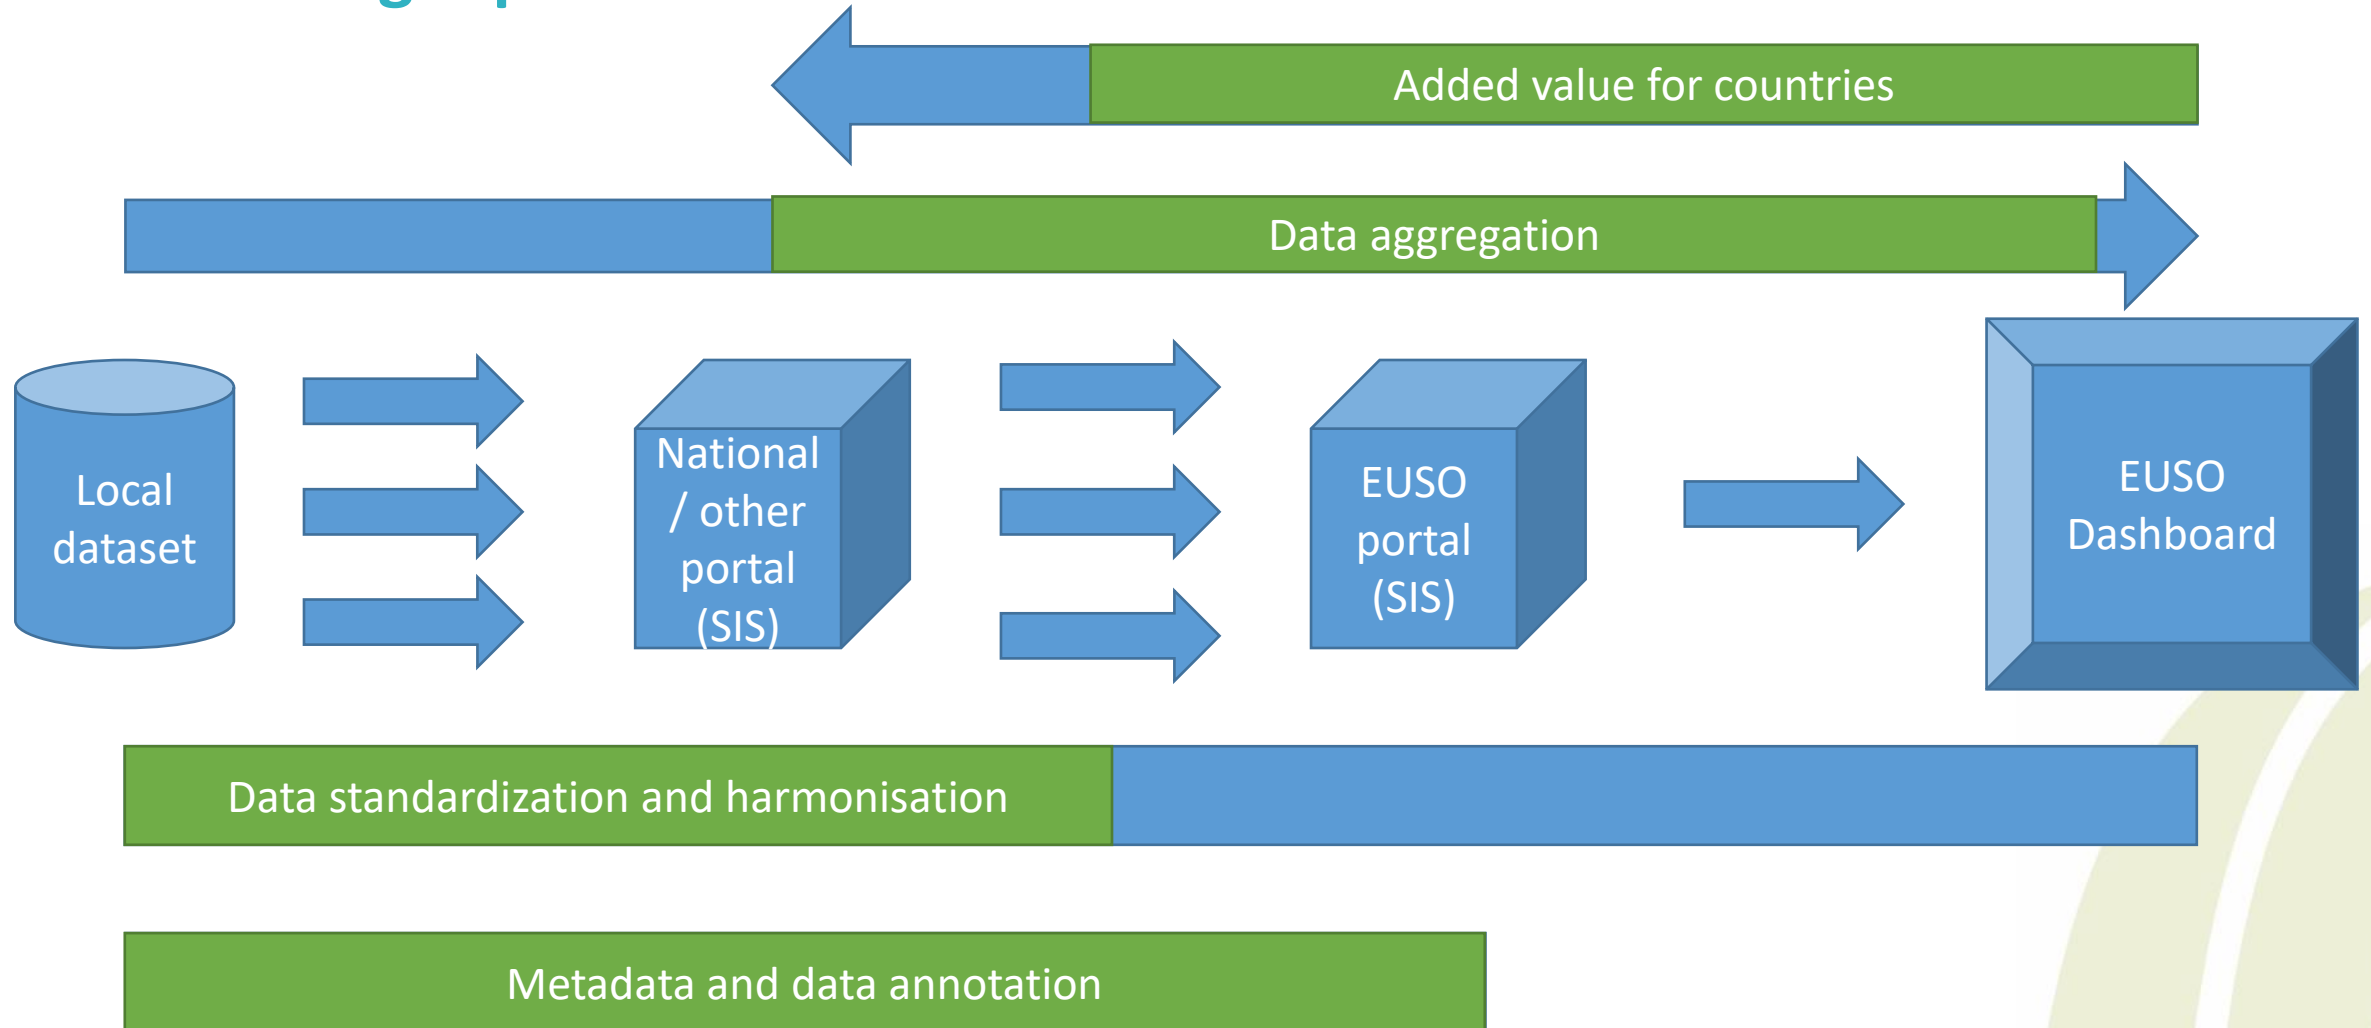 Added value for countries
Data aggregation
Local
dataset
National
/ other
portal
(SIS)
EUSO
portal
(SIS)
EUSO
Dashboard
Data standardization and harmonisation
Metadata and data annotation